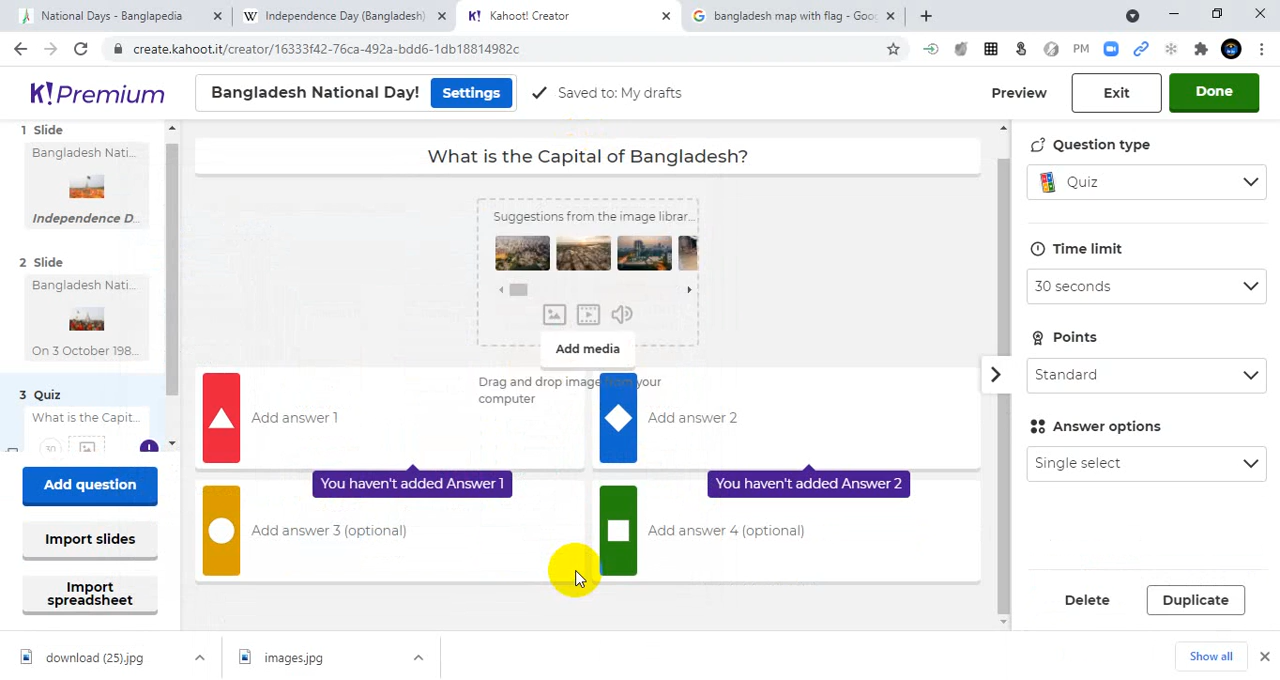 National Days - Banglapedia
Independence Day (Bangladesh)
Kahoot! Creator
bangladesh map with flag - Goo
create.kahoot.it/creator/16333f42-76ca-492a-bdd6-1db18814982c
PM
K!Premium
Bangladesh National Day!
Settings
Saved to: My drafts
Preview
Exit
Done
1 Slide
Bangladesh Nati...
Independence D...
2 Slide
Bangladesh Nati...
On 3 October 198...
3 Quiz
What is the Capit...
30
Add question
Import slides
Import
spreadsheet
What is the Capital of Bangladesh?
Suggestions from the image librar...
Add media
Drag and drop image from your
computer
Add answer 1
Add answer 2
You haven't added Answer 1
You haven't added Answer 2
Add answer 3 (optional)
Add answer 4 (optional)
Question type
Quiz
Time limit
30 seconds
Points
Standard
Answer options
Single select
Delete
Duplicate
download (25).jpg
images.jpg
Show all